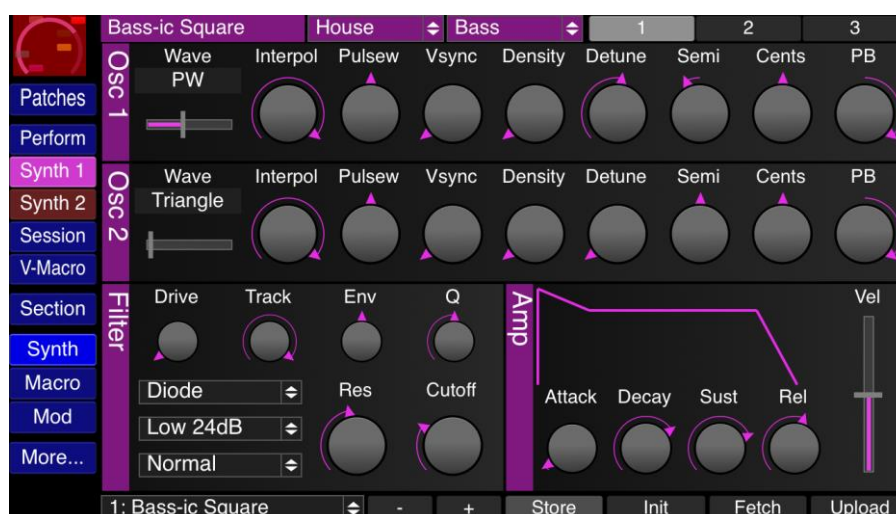 Bass-ic Square House Bass 1 2 3
Osc 1
Wave Interpol Pulsew Vsync Density Detune Semi Cents PB
PW
Patches
Perform
Synth 1
Synth 2
Session
V-Macro
Section
Synth
Macro
Mod
More...
Osc 2
Wave Interpol Pulsew Vsync Density Detune Semi Cents PB
Triangle
Filter
Drive Track Env Q
Diode
Low 24dB
Normal
Res Cutoff
Amp
Vel
Attack Decay Sust Rel
1: Bass-ic Square - + Store Init Fetch Upload